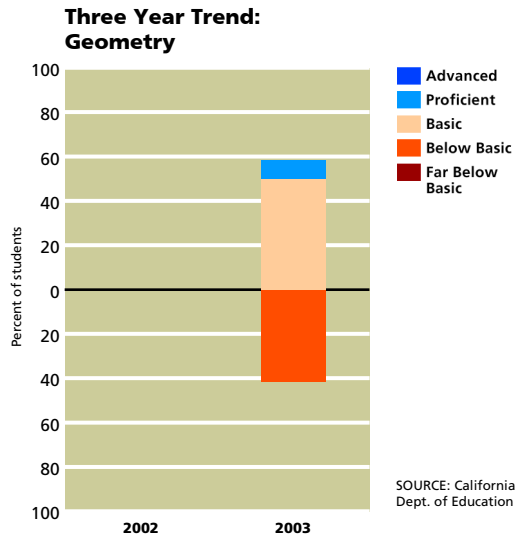 Three Year Trend:
Geometry
100
80
60
40
20
0
20
40
60
80
100
Percent of students
2002
2003
Advanced
Proficient
Basic
Below Basic
Far Below
Basic
SOURCE: California
Dept. of Education